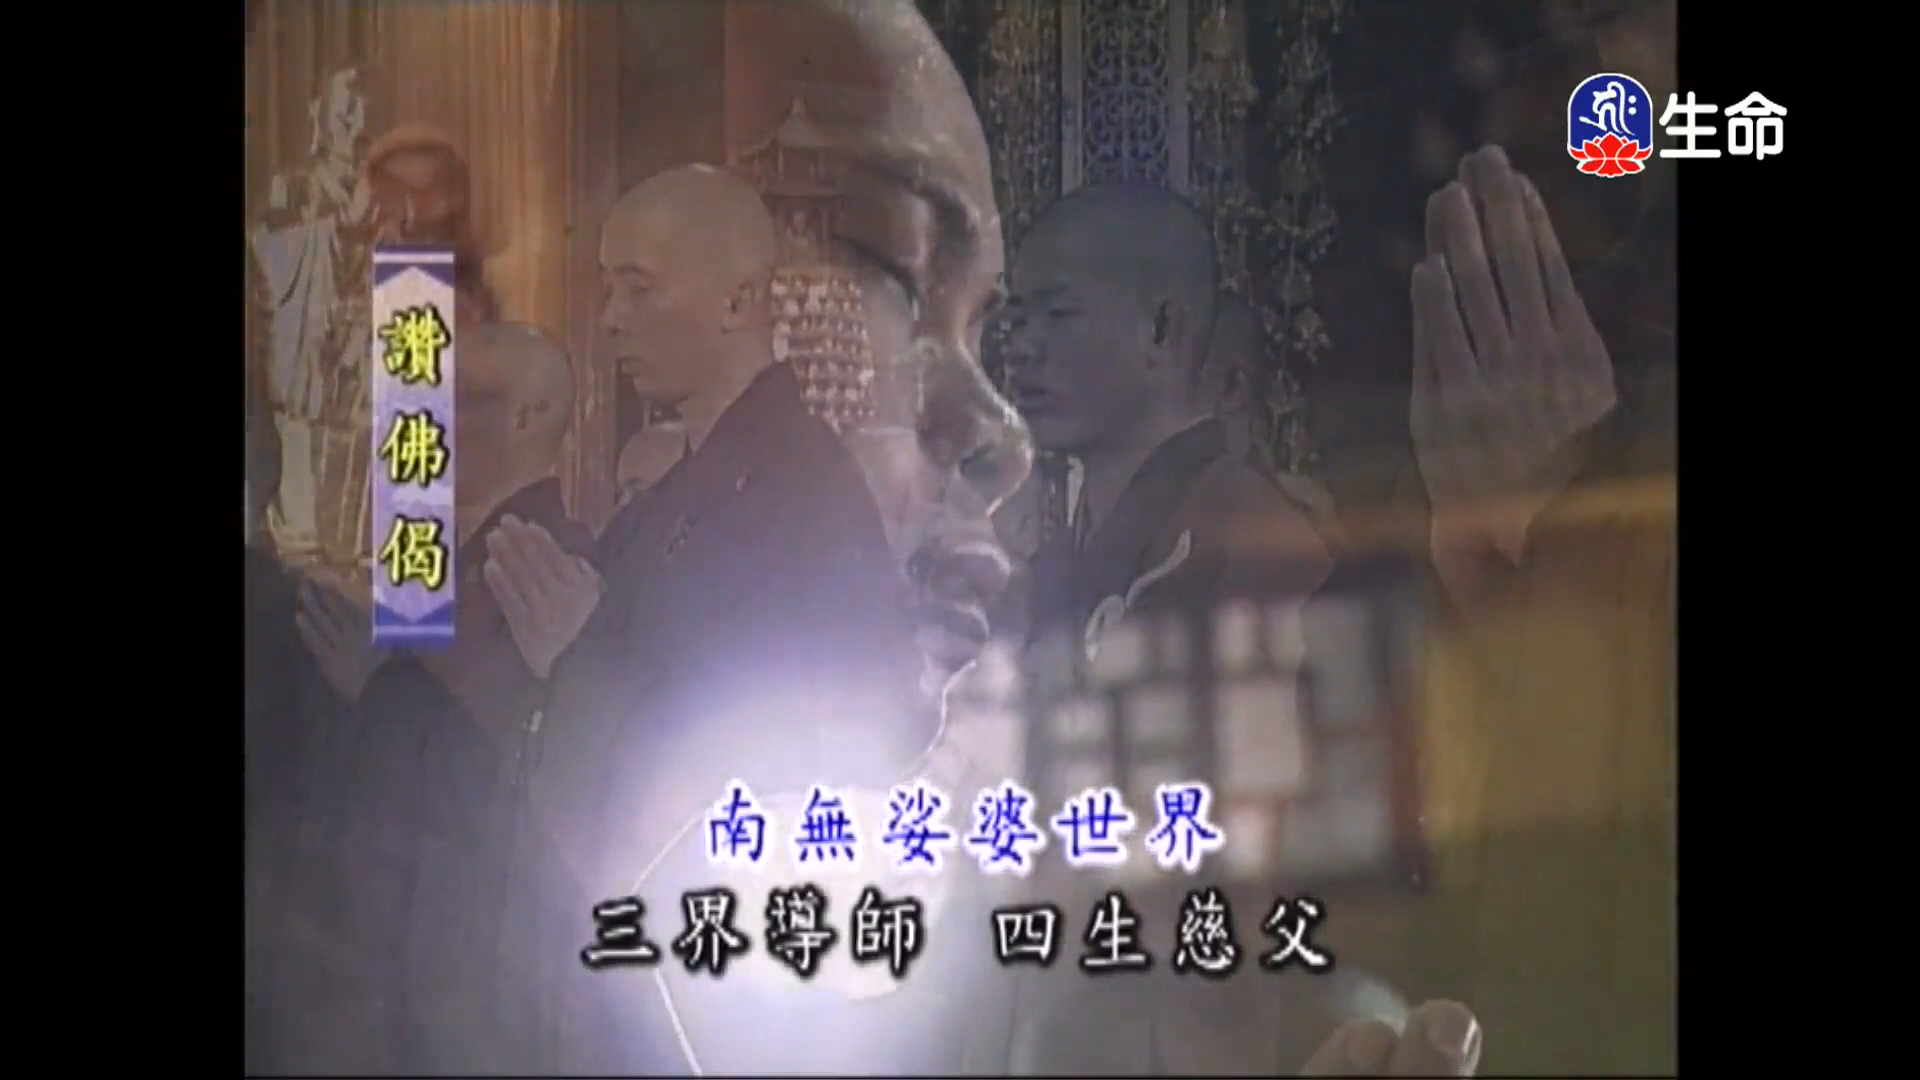 生命
讚佛偈
南無娑婆世界
三界導師 四生慈父